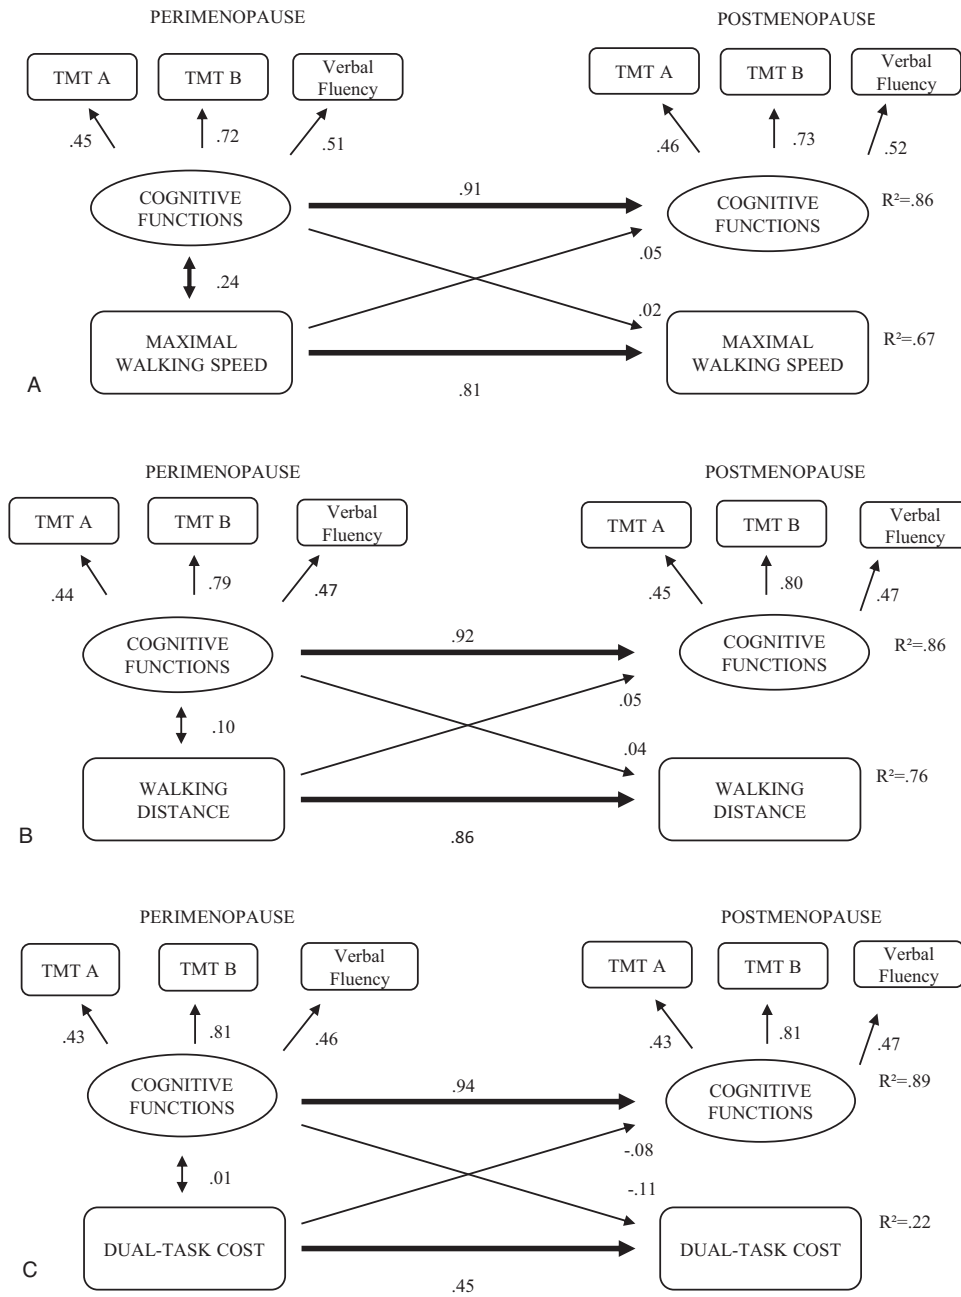 PERIMENOPAUSE
POSTMENOPAUSE
TMT A
TMT B
Verbal
Fluency
TMT A
TMT B
Verbal
Fluency
.45
.72
.51
.46
.73
.52
COGNITIVE
FUNCTIONS
.91
COGNITIVE
FUNCTIONS
R²=.86
.05
.24
.02
MAXIMAL
WALKING SPEED
MAXIMAL
WALKING SPEED
R²=.67
.81
A
PERIMENOPAUSE
POSTMENOPAUSE
TMT A
TMT B
Verbal
Fluency
TMT A
TMT B
Verbal
Fluency
.44
.79
.47
.45
.80
.47
COGNITIVE
FUNCTIONS
.92
COGNITIVE
FUNCTIONS
R²=.86
.05
.10
.04
WALKING
DISTANCE
WALKING
DISTANCE
R²=.76
.86
B
PERIMENOPAUSE
POSTMENOPAUSE
TMT A
TMT B
Verbal
Fluency
TMT A
TMT B
Verbal
Fluency
.43
.81
.46
.43
.81
.47
COGNITIVE
FUNCTIONS
.94
COGNITIVE
FUNCTIONS
R²=.89
-.08
.01
-.11
DUAL-TASK COST
DUAL-TASK COST
R²=.22
.45
C